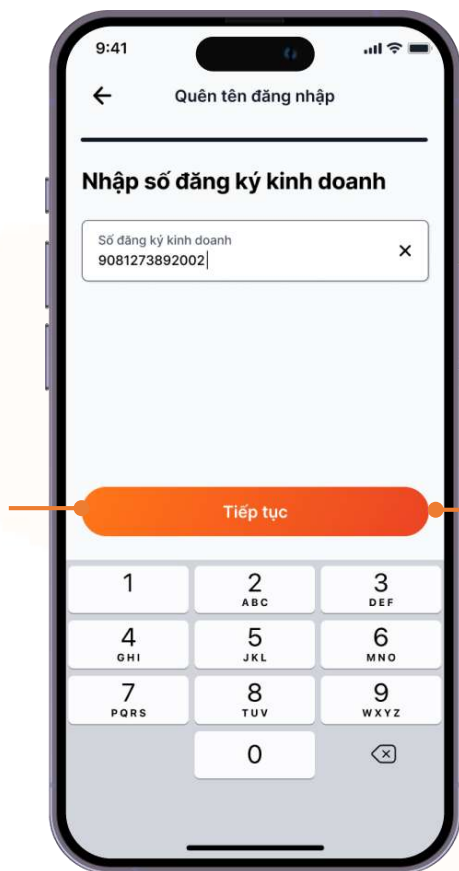 9:41
Quên tên đăng nhập
Nhập số đăng ký kinh doanh
Số đăng ký kinh doanh
9081273892002
Tiếp tục
1 2 3
ABC DEF
4 5 6
GHI JKL MNO
7 8 9
PQRS TUV WXYZ
0